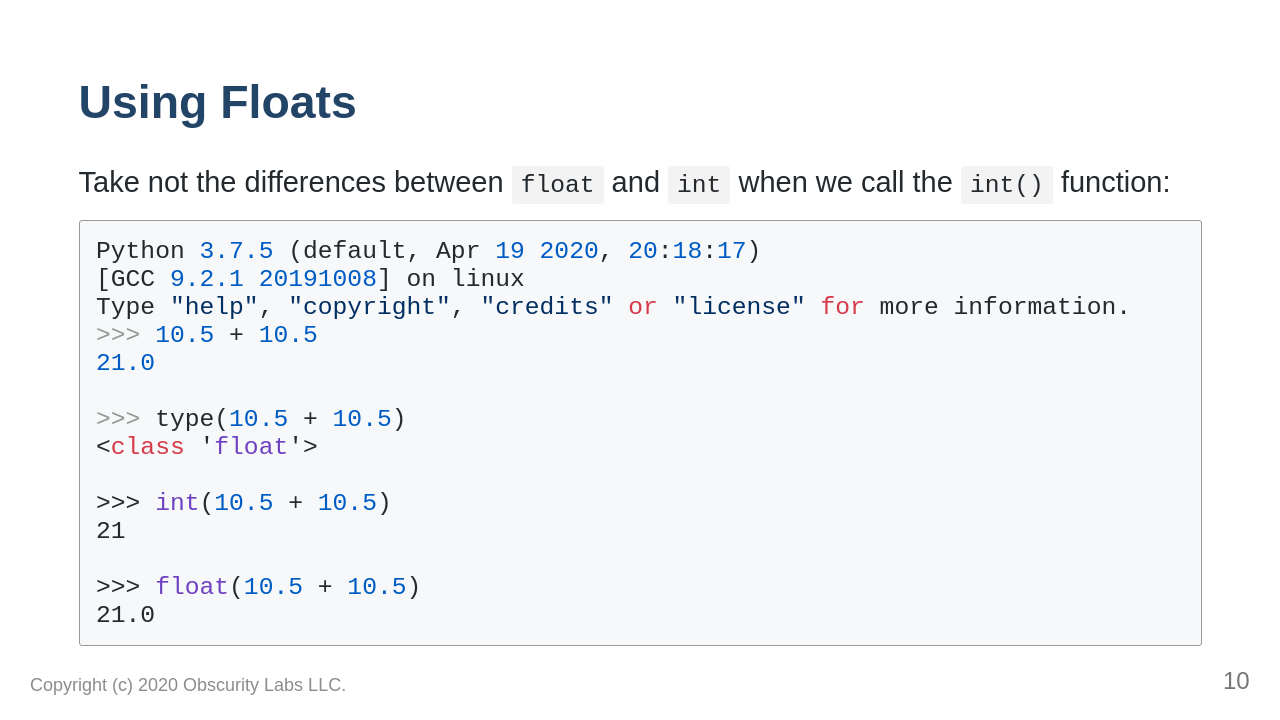 Using Floats
Take not the differences between float and int when we call the int() function:
Python 3.7.5 (default, Apr 19 2020, 20:18:17)
[GCC 9.2.1 20191008] on linux
Type "help", "copyright", "credits" or "license" for more information.
>>> 10.5 + 10.5
21.0
>>> type(10.5 + 10.5)
<class 'float'>
>>> int(10.5 + 10.5)
21
>>> float(10.5 + 10.5)
21.0
Copyright (c) 2020 Obscurity Labs LLC.
10